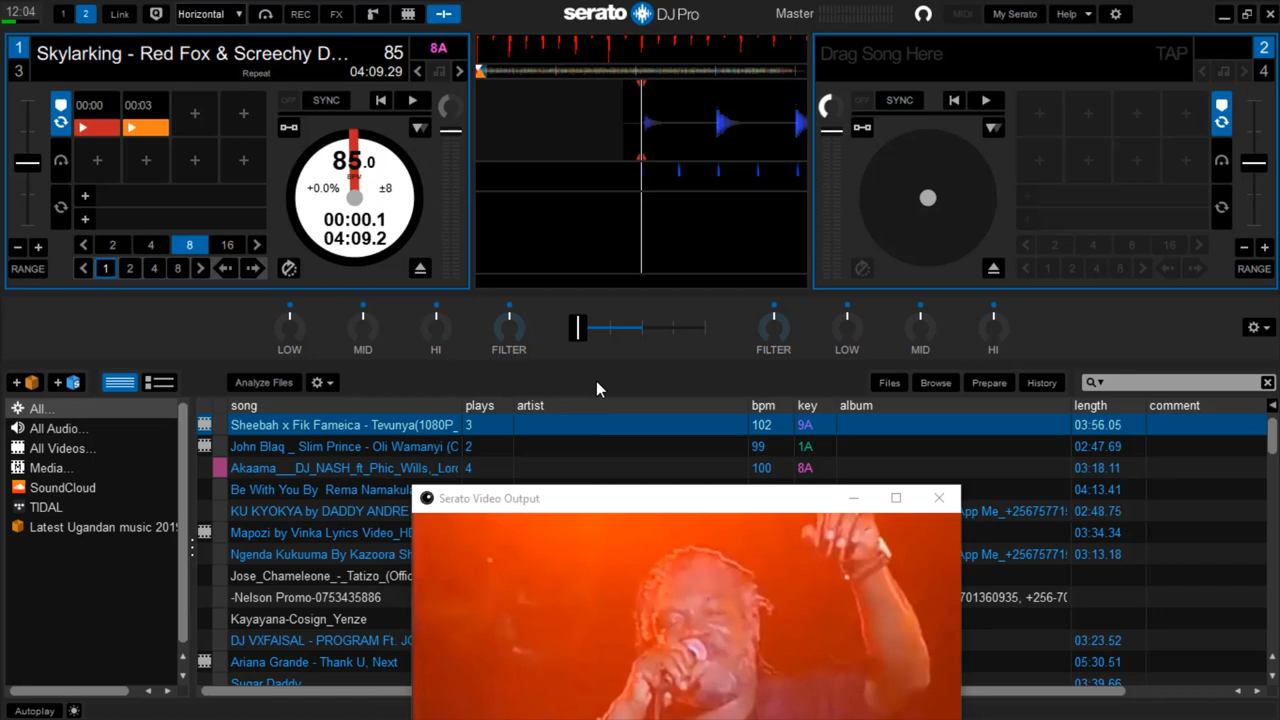 12:04 1 2 Link Horizontal REC FX serato DJ Pro Master MIDI My Serato Help
1 Skylarking - Red Fox & Screechy D... 85 8A
3 Repeat 04:09.29
Drag Song Here TAP 2
4
00:00 00:03 OFF SYNC
OFF SYNC
85.0
BPM
+0.0% ±8
00:00.1
04:09.2
2 4 8 16
1 2 4 8
RANGE
2 4 8 16
1 2 4 8
RANGE
LOW MID HI FILTER FILTER LOW MID HI
Analyze Files Files Browse Prepare History
song plays artist bpm key album length comment
All...
All Audio...
All Videos...
Media...
SoundCloud
TIDAL
Latest Ugandan music 201
Sheebah x Fik Fameica - Tevunya(1080P_ 3 102 9A 03:56.05
John Blaq _ Slim Prince - Oli Wamanyi (C 2 99 1A 02:47.69
Akaama___DJ_NASH_ft_Phic_Wills,_Lord 4 100 8A 03:18.11
Be With You By Rema Namakul 04:13.41
KU KYOKYA by DADDY ANDRE App Me_+25675771 02:48.75
Mapozi by Vinka Lyrics Video_HD 03:34.34
Ngenda Kukuuma By Kazoora Sh App Me_+25675771 03:13.18
Jose_Chameleone_-_Tatizo_(Offic
-Nelson Promo-0753435886 701360935, +256-70
Kayayana-Cosign_Yenze
DJ VXFAISAL - PROGRAM Ft. JO 03:23.52
Ariana Grande - Thank U, Next 05:30.51
Sugar Daddy 03:39.66
Serato Video Output
Autoplay